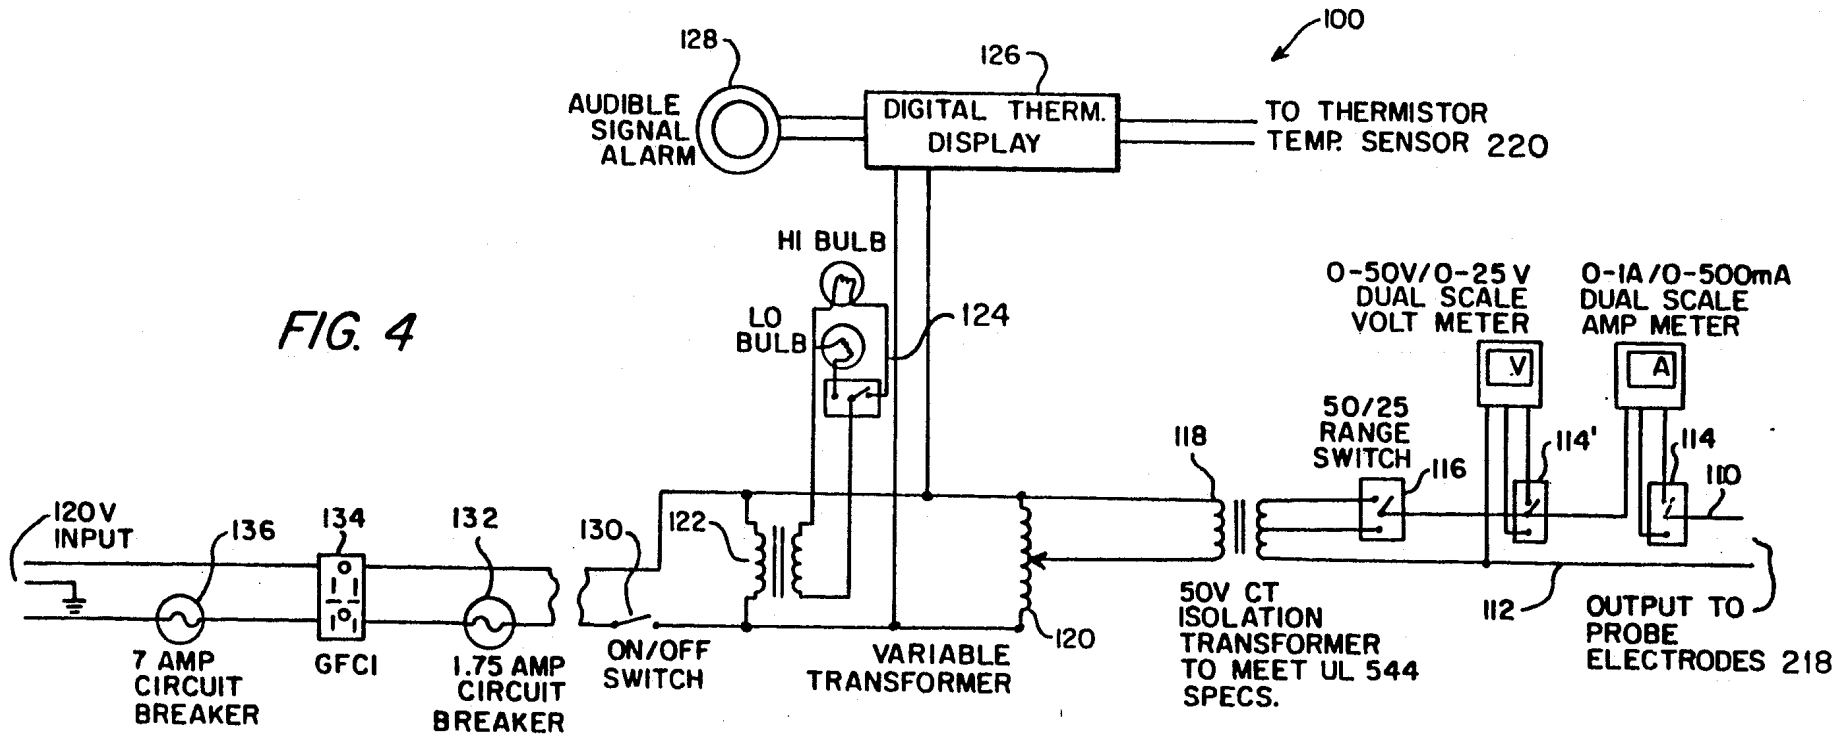 100
128
126
AUDIBLE
SIGNAL
ALARM
DIGITAL THERM.
DISPLAY
TO THERMISTOR
TEMP. SENSOR 220
HI BULB
LO
BULB
124
FIG. 4
0-50V/0-25V
DUAL SCALE
VOLT METER
0-1A/0-500mA
DUAL SCALE
AMP METER
V
A
50/25
RANGE
SWITCH
118
116
114'
114
110
120V
INPUT
136
134
132
130
122
7 AMP
CIRCUIT
BREAKER
GFCI
1.75 AMP
CIRCUIT
BREAKER
ON/OFF
SWITCH
VARIABLE
TRANSFORMER
120
50V CT
ISOLATION
TRANSFORMER
TO MEET UL 544
SPECS.
112
OUTPUT TO
PROBE
ELECTRODES 218